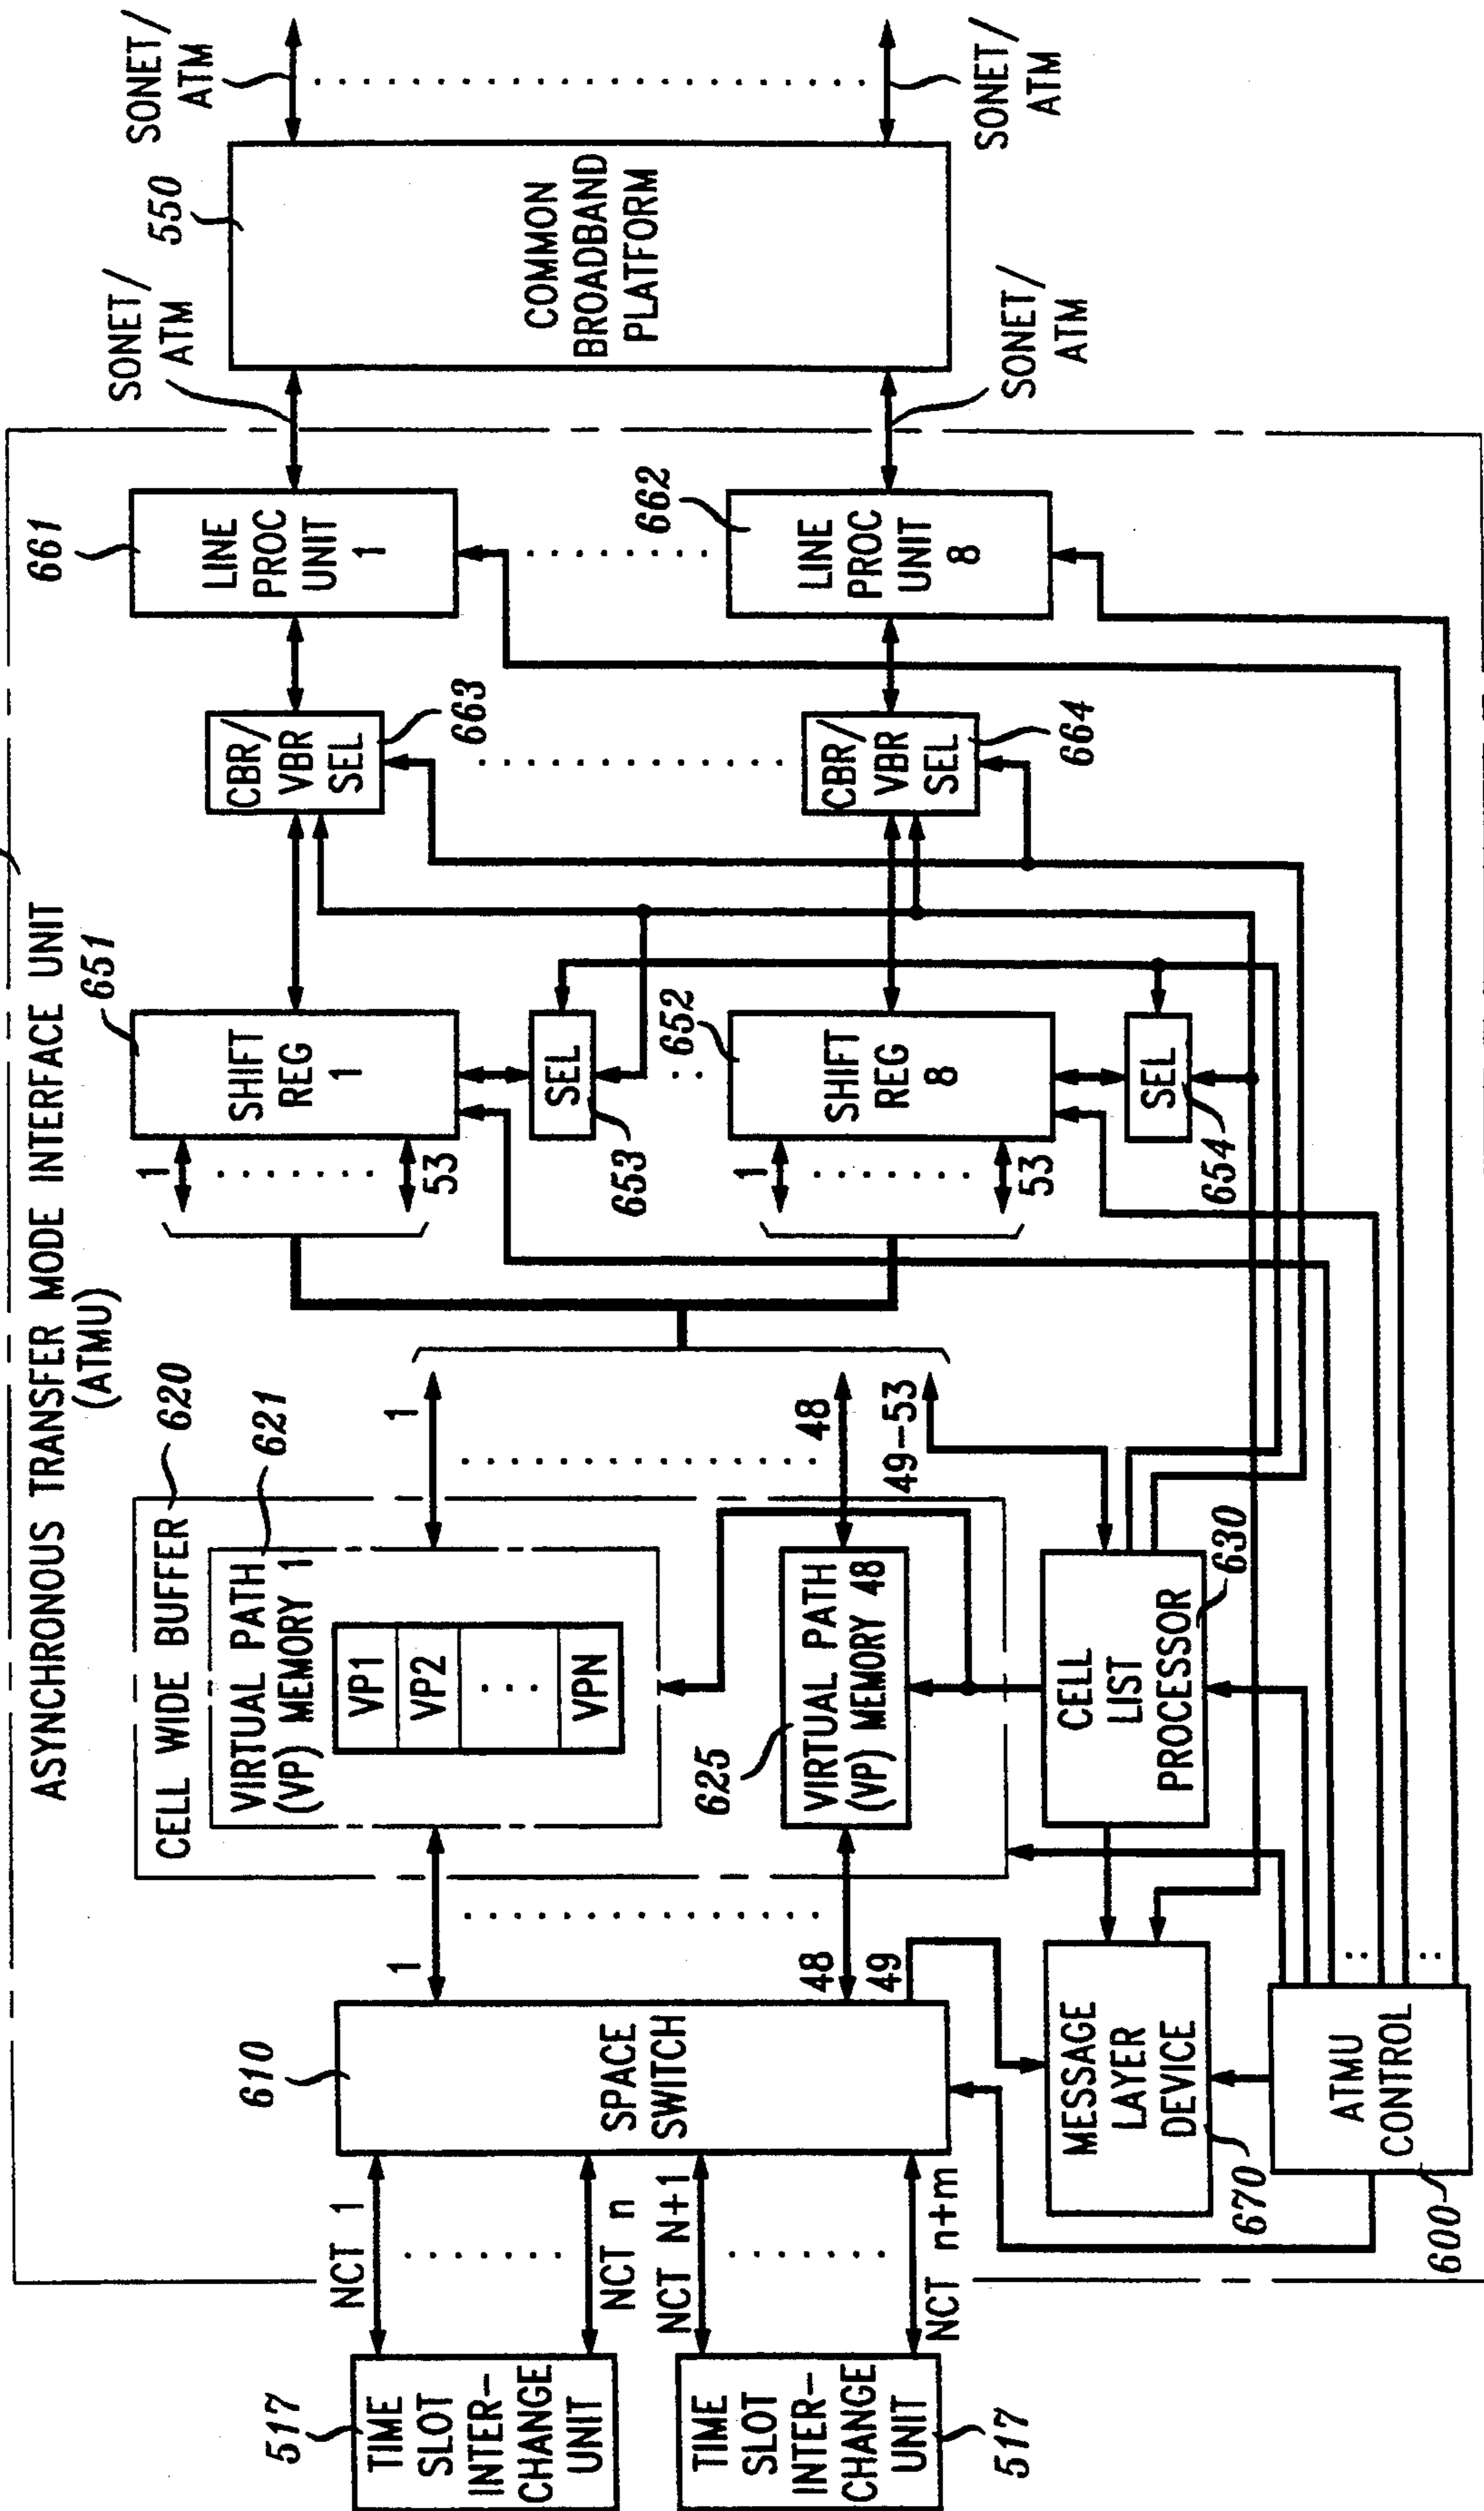 ASYNCHRONOUS TRANSFER MODE INTERFACE UNIT
(ATMU)
517
TIME
SLOT
INTER-
CHANGE
UNIT
TIME
SLOT
INTER-
CHANGE
UNIT
517
NCT 1
NCT n
NCT N+1
NCT n+m
610
SPACE
SWITCH
1
48
49
CELL WIDE BUFFER
620
621
VIRTUAL PATH
(VP) MEMORY 1
VP1
VP2
VPN
625
VIRTUAL PATH
(VP) MEMORY 48
1
48
49-53
CELL
LIST
PROCESSOR
630
MESSAGE
LAYER
DEVICE
670
ATMU
CONTROL
600
651
SHIFT
REG
1
1
53
SEL
653
652
SHIFT
REG
8
1
53
SEL
654
CBR/
VBR
SEL
663
CBR/
VBR
SEL
664
661
LINE
PROC
UNIT
1
662
LINE
PROC
UNIT
8
SONET/
ATM
SONET/
ATM
550
COMMON
BROADBAND
PLATFORM
SONET/
ATM
SONET/
ATM